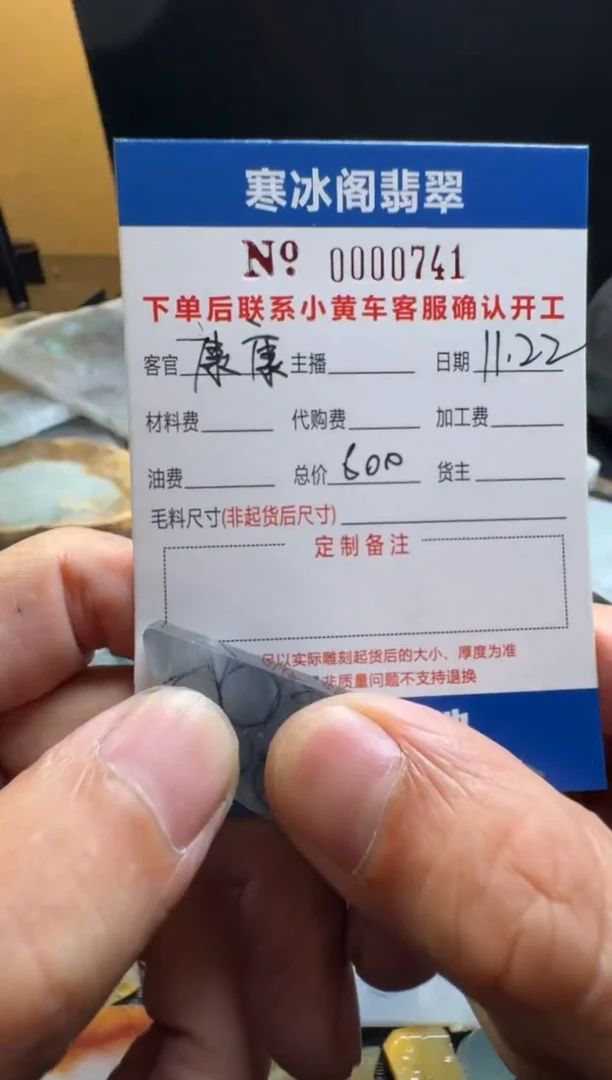 寒冰阁翡翠
Nº 0000741
下单后联系小黄车客服确认开工
客官 康康 主播 日期 11.22
材料费 代购费 加工费
油费 总价 600 货主
毛料尺寸(非起货后尺寸)
定制备注
以实际雕刻起货后的大小、厚度为准
非质量问题不支持退换